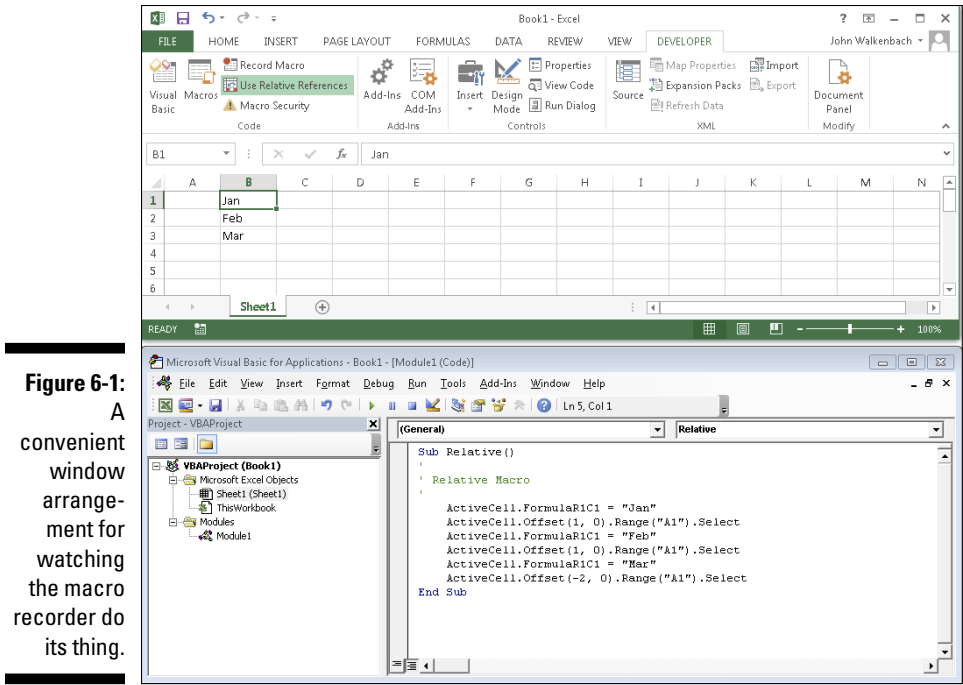 Book1 - Excel
FILE HOME INSERT PAGE LAYOUT FORMULAS DATA REVIEW VIEW DEVELOPER John Walkenbach
Visual Basic
Macros
Record Macro
Use Relative References
Macro Security
Code
Add-Ins
COM Add-Ins
Add-Ins
Insert
Design Mode
Properties
View Code
Run Dialog
Controls
Source
Map Properties
Expansion Packs
Refresh Data
Import
Export
XML
Document Panel
Modify
B1 fx Jan
A B C D E F G H I J K L M N
1 Jan
2 Feb
3 Mar
4
5
6
Sheet1
READY 100%
Microsoft Visual Basic for Applications - Book1 - [Module1 (Code)]
File Edit View Insert Format Debug Run Tools Add-Ins Window Help
Ln 5, Col 1
Project - VBAProject
VBAProject (Book1)
Microsoft Excel Objects
Sheet1 (Sheet1)
ThisWorkbook
Modules
Module1
(General) Relative
Sub Relative()
'
' Relative Macro
'
ActiveCell.FormulaR1C1 = "Jan"
ActiveCell.Offset(1, 0).Range("A1").Select
ActiveCell.FormulaR1C1 = "Feb"
ActiveCell.Offset(1, 0).Range("A1").Select
ActiveCell.FormulaR1C1 = "Mar"
ActiveCell.Offset(-2, 0).Range("A1").Select
End Sub
Figure 6-1:
A
convenient
window
arrange-
ment for
watching
the macro
recorder do
its thing.